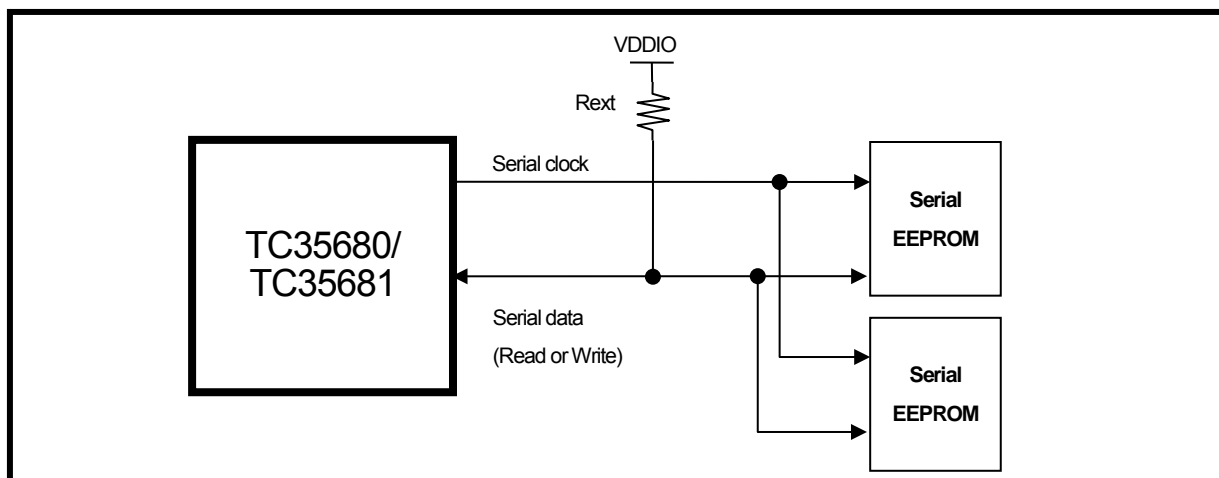 VDDIO
Rext
Serial clock
Serial
EEPROM
TC35680/
TC35681
Serial data
(Read or Write)
Serial
EEPROM